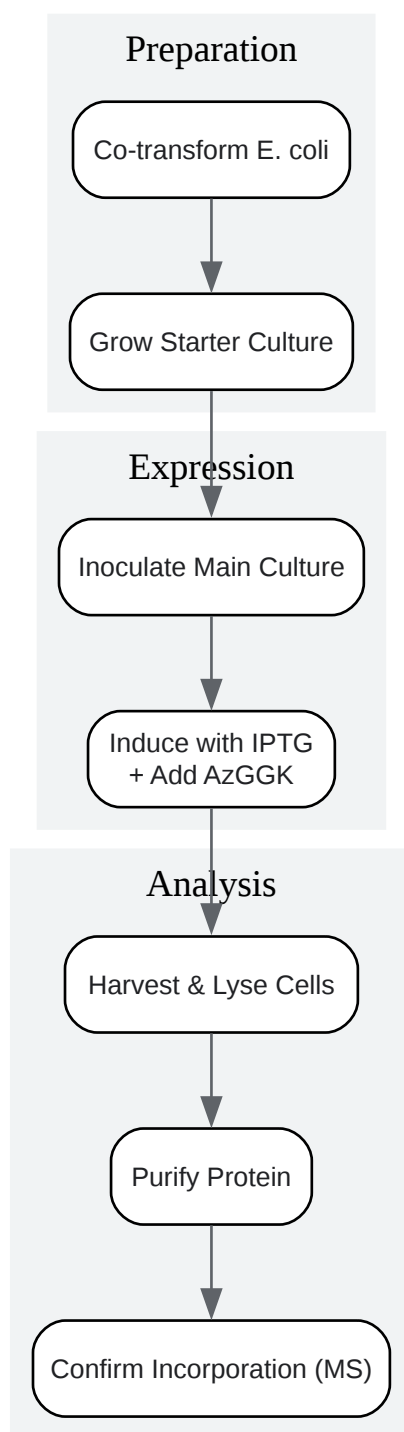 Preparation
Co-transform E. coli
Grow Starter Culture
Expression
Inoculate Main Culture
Induce with IPTG
+ Add AzGGK
Analysis
Harvest & Lyse Cells
Purify Protein
Confirm Incorporation (MS)